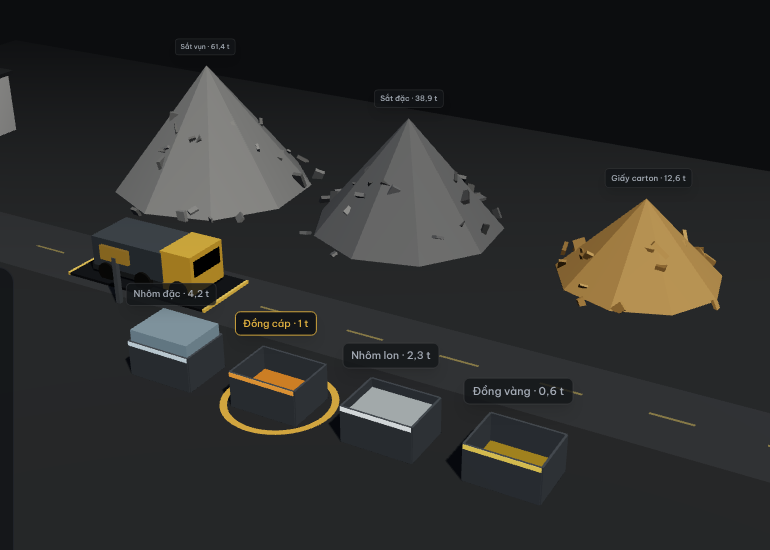 Sắt vụn · 61,4 t
Sắt đặc · 38,9 t
Giấy carton · 12,6 t
Nhôm đặc · 4,2 t
Đồng cáp · 1 t
Nhôm lon · 2,3 t
Đồng vàng · 0,6 t